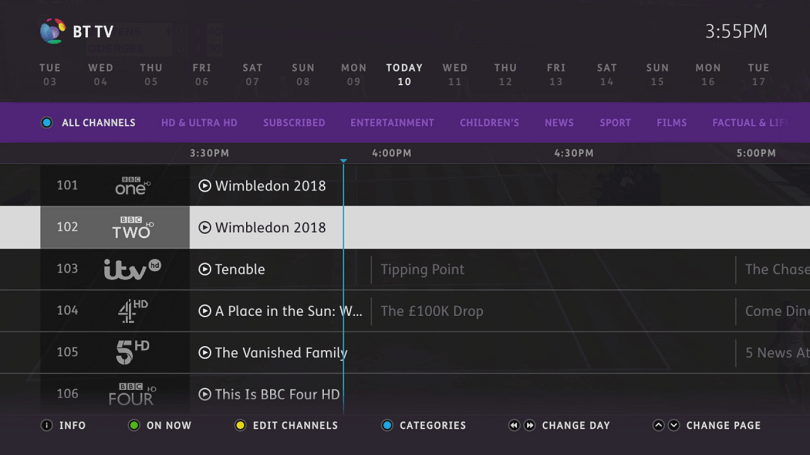 BT TV 3:55PM
TUE WED THU FRI SAT SUN MON TODAY WED THU FRI SAT SUN MON TUE
03 04 05 06 07 08 09 10 11 12 13 14 15 16 17
ALL CHANNELS HD & ULTRA HD SUBSCRIBED ENTERTAINMENT CHILDREN'S NEWS SPORT FILMS FACTUAL & LIF
3:30PM 4:00PM 4:30PM 5:00PM
101 BBC one HD Wimbledon 2018
102 BBC TWO HD Wimbledon 2018
103 itv hd Tenable Tipping Point The Chase
104 4 HD A Place in the Sun: W... The £100K Drop Come Din
105 5 HD The Vanished Family 5 News At
106 BBC FOUR HD This Is BBC Four HD
i INFO ON NOW EDIT CHANNELS CATEGORIES CHANGE DAY CHANGE PAGE